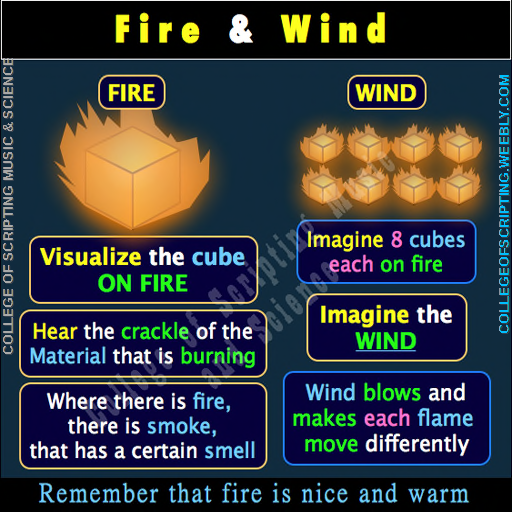 Fire & Wind
FIRE
Visualize the cube
ON FIRE
Hear the crackle of the
Material that is burning
Where there is fire,
there is smoke,
that has a certain smell
WIND
Imagine 8 cubes
each on fire
Imagine the
WIND
Wind blows and
makes each flame
move differently
Remember that fire is nice and warm
COLLEGE OF SCRIPTING MUSIC & SCIENCE
COLLEGEOFSCRIPTING.WEEBLY.COM
College of Scripting Music
and Science